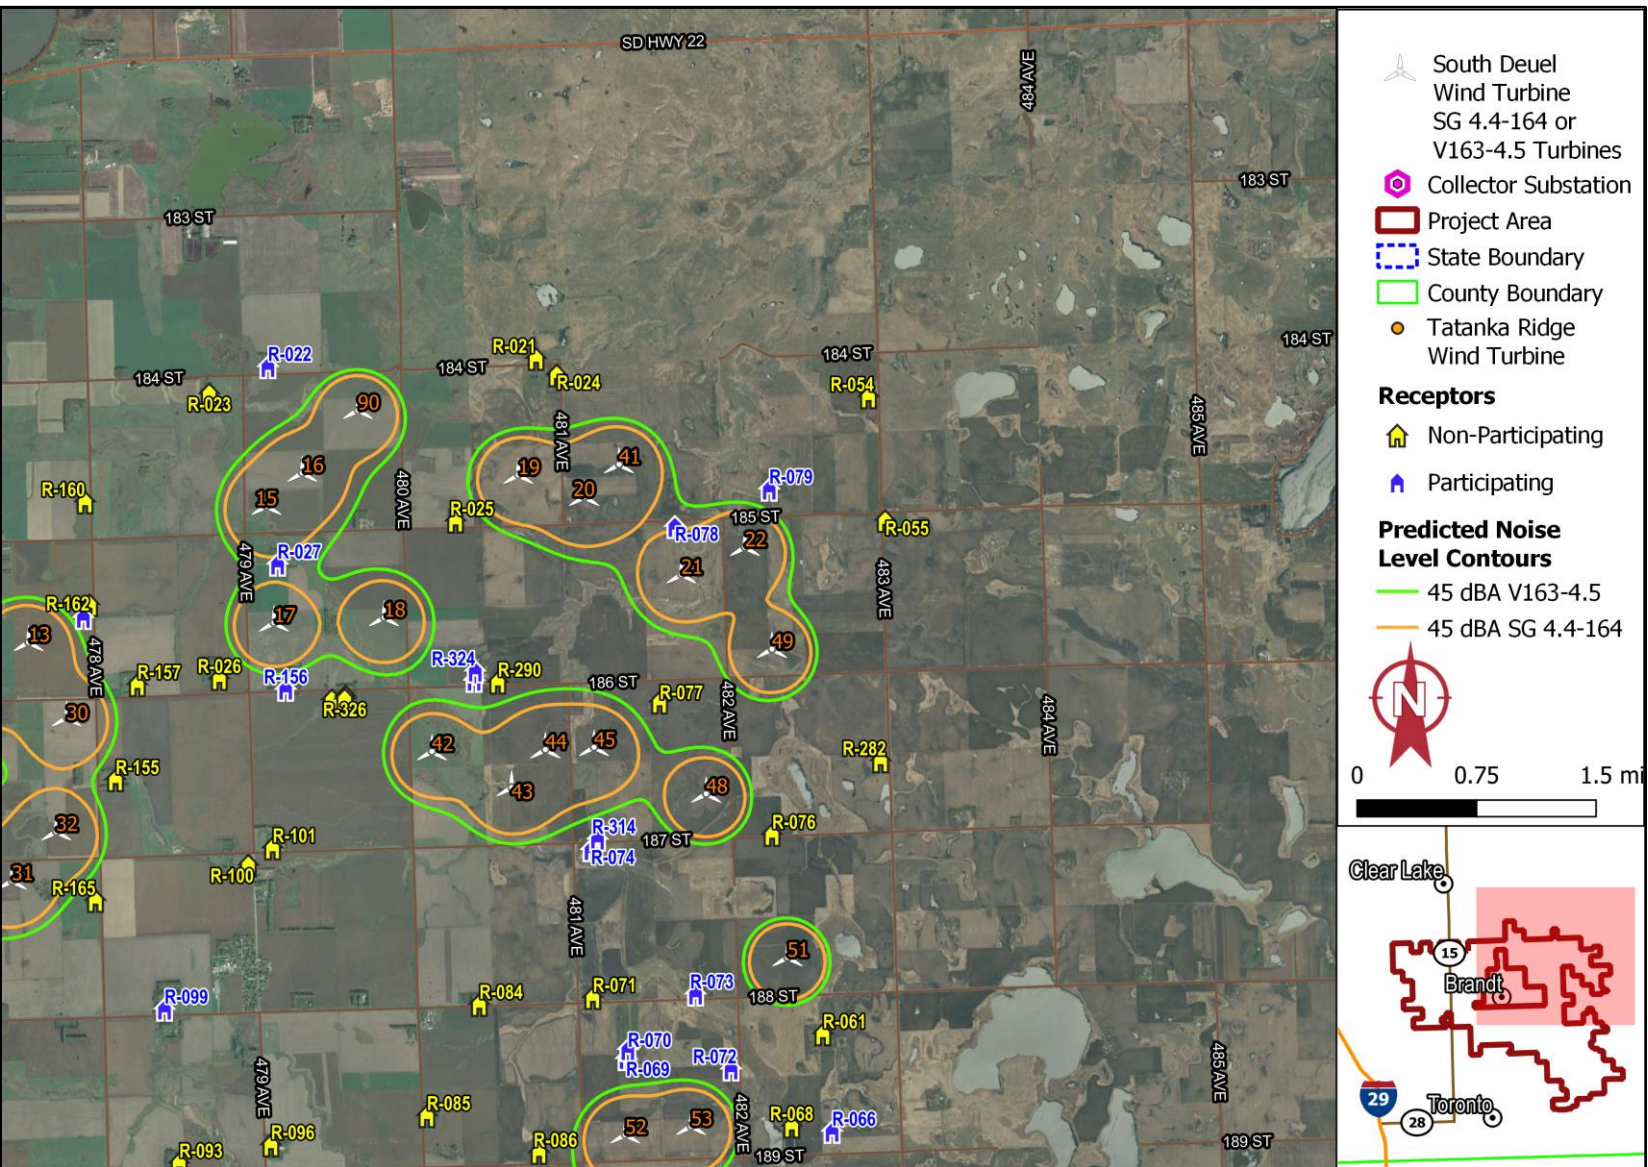 SD HWY 22
484 AVE
183 ST
183 ST
R-021
R-022
184 ST
184 ST
184 ST
184 ST
R-024
R-023
R-054
90
481 AVE
485 AVE
16
19
41
R-160
15
480 AVE
20
R-079
R-025
185 ST
R-055
R-078
22
R-027
479 AVE
21
483 AVE
R-162
13
17
18
49
478 AVE
R-324
R-157
R-026
R-290
186 ST
R-156
R-077
482 AVE
R-326
484 AVE
30
42
44
45
R-282
R-155
43
48
32
R-314
R-076
R-101
187 ST
R-074
R-100
31
R-165
481 AVE
51
R-099
R-084
R-071
R-073
188 ST
R-061
R-070
R-072
R-069
479 AVE
485 AVE
R-085
482 AVE
52
53
R-068
R-066
R-096
R-086
R-093
189 ST
189 ST
South Deuel
Wind Turbine
SG 4.4-164 or
V163-4.5 Turbines
Collector Substation
Project Area
State Boundary
County Boundary
Tatanka Ridge
Wind Turbine
Receptors
Non-Participating
Participating
Predicted Noise
Level Contours
45 dBA V163-4.5
45 dBA SG 4.4-164
N
0 0.75 1.5 mi
Clear Lake
15
Brandt
29
Toronto
28